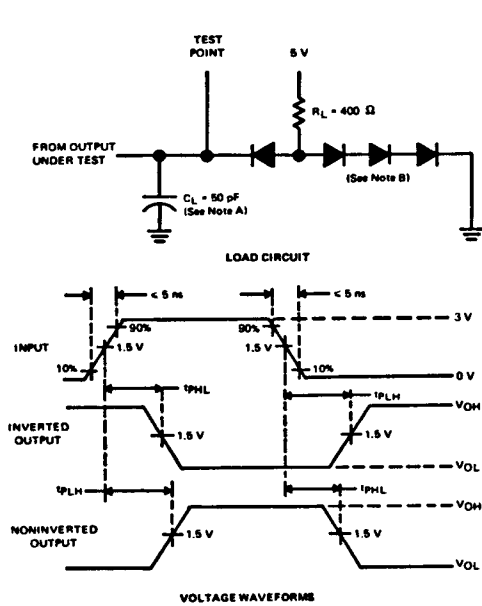 TEST
POINT
5 V
RL = 400 Ω
FROM OUTPUT
UNDER TEST
(See Note B)
CL = 50 pF
(See Note A)
LOAD CIRCUIT
< 5 ns
< 5 ns
3 V
90%
90%
INPUT
1.5 V
1.5 V
10%
10%
0 V
tPHL
tPLH
VOH
INVERTED
OUTPUT
1.5 V
1.5 V
VOL
tPLH
tPHL
VOH
NONINVERTED
OUTPUT
1.5 V
1.5 V
VOL
VOLTAGE WAVEFORMS